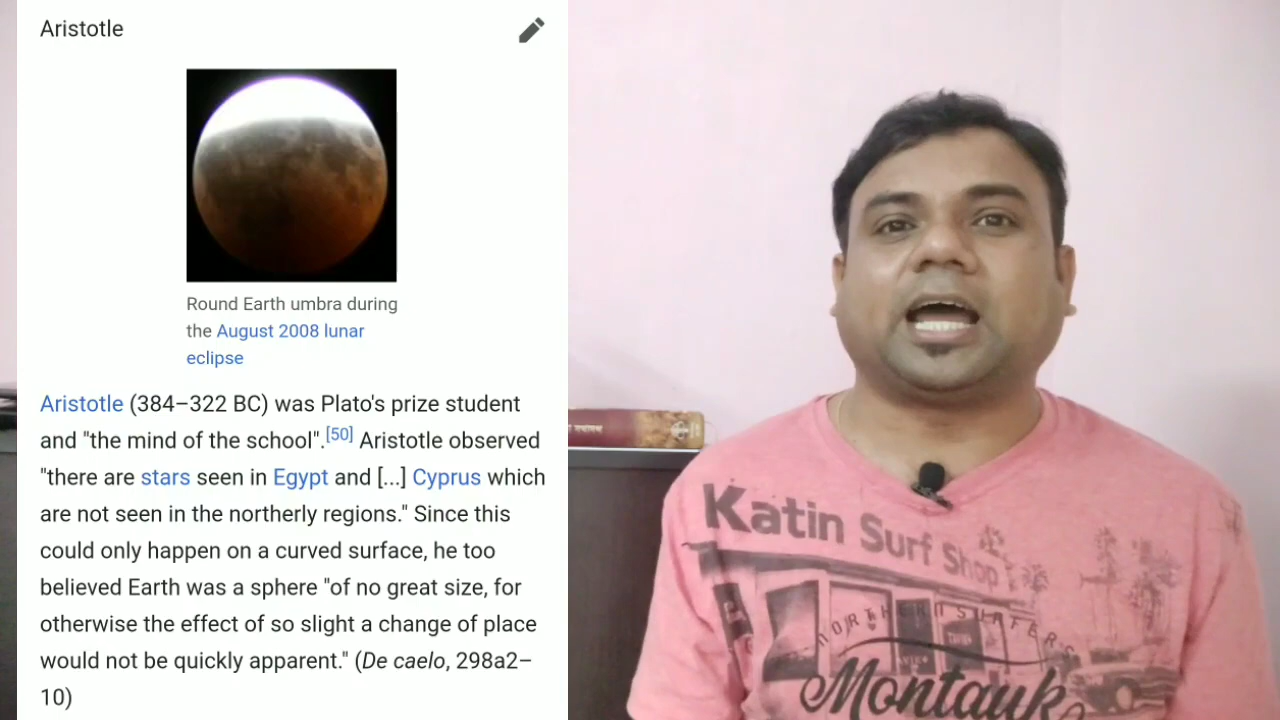 Aristotle
Round Earth umbra during
the August 2008 lunar
eclipse
Aristotle (384–322 BC) was Plato's prize student
and "the mind of the school".[50] Aristotle observed
"there are stars seen in Egypt and [...] Cyprus which
are not seen in the northerly regions." Since this
could only happen on a curved surface, he too
believed Earth was a sphere "of no great size, for
otherwise the effect of so slight a change of place
would not be quickly apparent." (De caelo, 298a2–
10)
Katin Surf Shop
NORTHERN SURFERS
Montauk